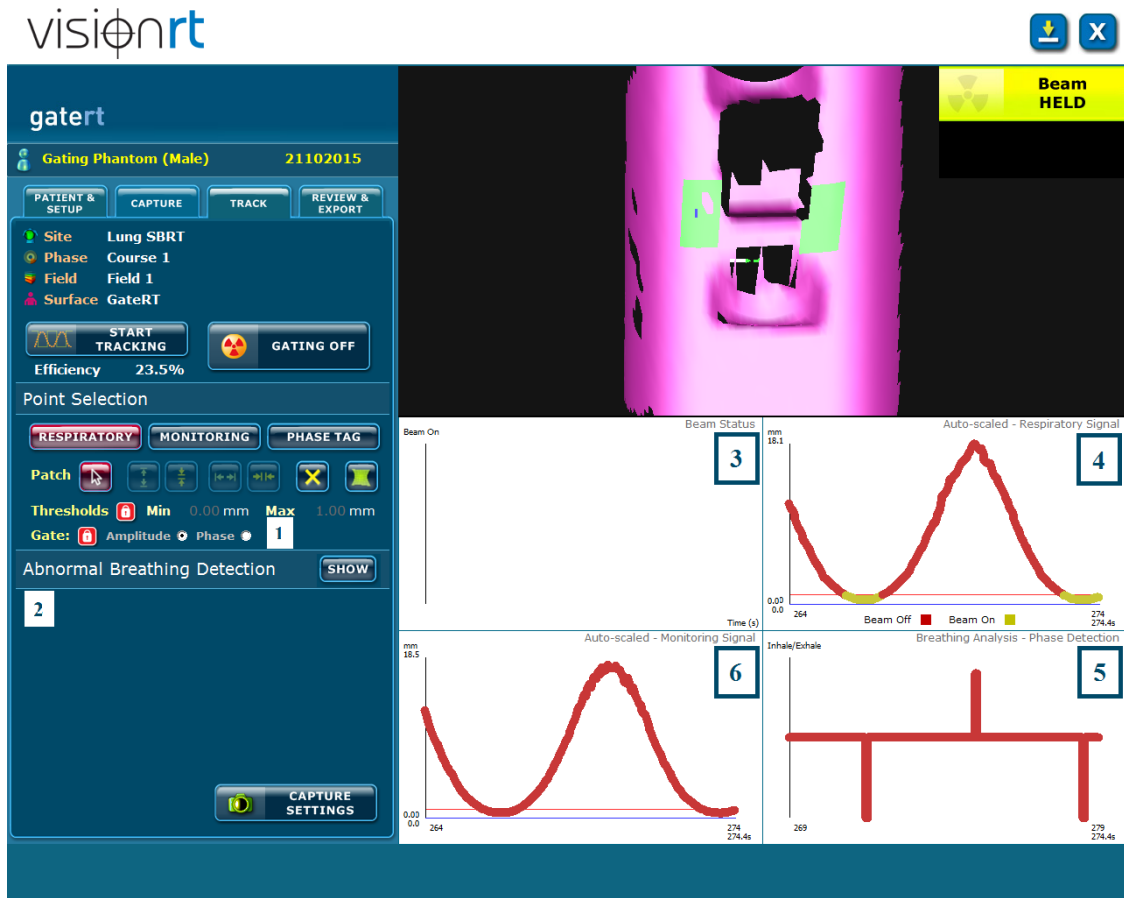 visionrt
X
gatert
Gating Phantom (Male) 21102015
PATIENT & SETUP
CAPTURE
TRACK
REVIEW & EXPORT
Site Lung SBRT
Phase Course 1
Field Field 1
Surface GateRT
START TRACKING
GATING OFF
Efficiency 23.5%
Point Selection
RESPIRATORY
MONITORING
PHASE TAG
Patch
Thresholds Min 0.00 mm Max 1.00 mm
Gate: Amplitude Phase 1
Abnormal Breathing Detection SHOW
2
CAPTURE SETTINGS
Beam
HELD
Beam Status
Beam On
3
Time (s)
Auto-scaled - Respiratory Signal
mm
18.1
4
0.00
0.0
264
Beam Off Beam On
274
274.4s
Auto-scaled - Monitoring Signal
mm
18.5
6
0.00
0.0
264
274
274.4s
Breathing Analysis - Phase Detection
Inhale/Exhale
5
269
279
274.4s